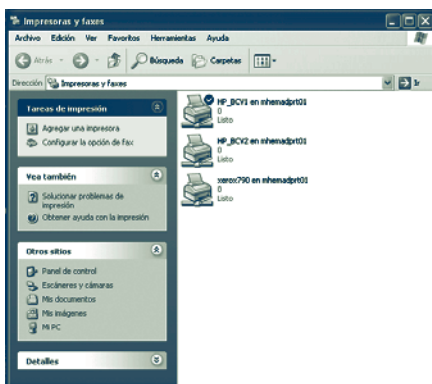 Impresoras y faxes
Archivo Edición Ver Favoritos Herramientas Ayuda
Atrás Búsqueda Carpetas
Dirección Impresoras y faxes Ir
Tareas de impresión
Agregar una impresora
Configurar la opción de fax
Vea también
Solucionar problemas de
impresión
Obtener ayuda con la impresión
Otros sitios
Panel de control
Escáneres y cámaras
Mis documentos
Mis imágenes
Mi PC
Detalles
HP_BCV1 en mhemadprt01
0
Listo
HP_BCV2 en mhemadprt01
0
Listo
xerox790 en mhemadprt01
0
Listo